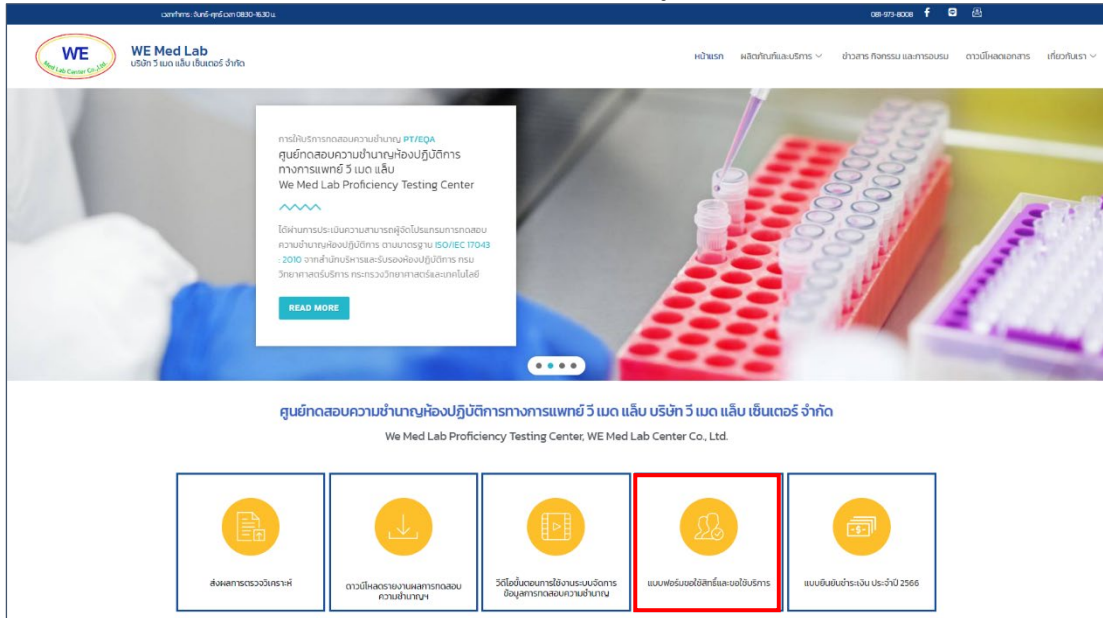 เวลาทำการ : จันทร์-ศุกร์ เวลา 08.30-16.30 น.
081-973-8008
WE
Med Lab Center Co.,Ltd.
WE Med Lab
บริษัท วี เมด แล็บ เซ็นเตอร์ จำกัด
หน้าแรก ผลิตภัณฑ์และบริการ ข่าวสาร กิจกรรม และการอบรม ดาวน์โหลดเอกสาร เกี่ยวกับเรา
การให้บริการทดสอบความชำนาญ PT/EQA
ศูนย์ทดสอบความชำนาญห้องปฏิบัติการ
ทางการแพทย์ วี เมด แล็บ
We Med Lab Proficiency Testing Center
ได้ผ่านการประเมินความสามารถผู้จัดโปรแกรมการทดสอบ
ความชำนาญห้องปฏิบัติการ ตามมาตรฐาน ISO/IEC 17043
: 2010 จากสำนักบริหารและรับรองห้องปฏิบัติการ กรม
วิทยาศาสตร์บริการ กระทรวงวิทยาศาสตร์และเทคโนโลยี
READ MORE
ศูนย์ทดสอบความชำนาญห้องปฏิบัติการทางการแพทย์ วี เมด แล็บ บริษัท วี เมด แล็บ เซ็นเตอร์ จำกัด
We Med Lab Proficiency Testing Center, WE Med Lab Center Co., Ltd.
ส่งผลการตรวจวิเคราะห์
ดาวน์โหลดรายงานผลการทดสอบ
ความชำนาญฯ
วิดีโอขั้นตอนการใช้งานระบบจัดการ
ข้อมูลการทดสอบความชำนาญ
แบบฟอร์มขอใช้สิทธิ์และขอใช้บริการ
แบบยืนยันชำระเงิน ประจำปี 2566